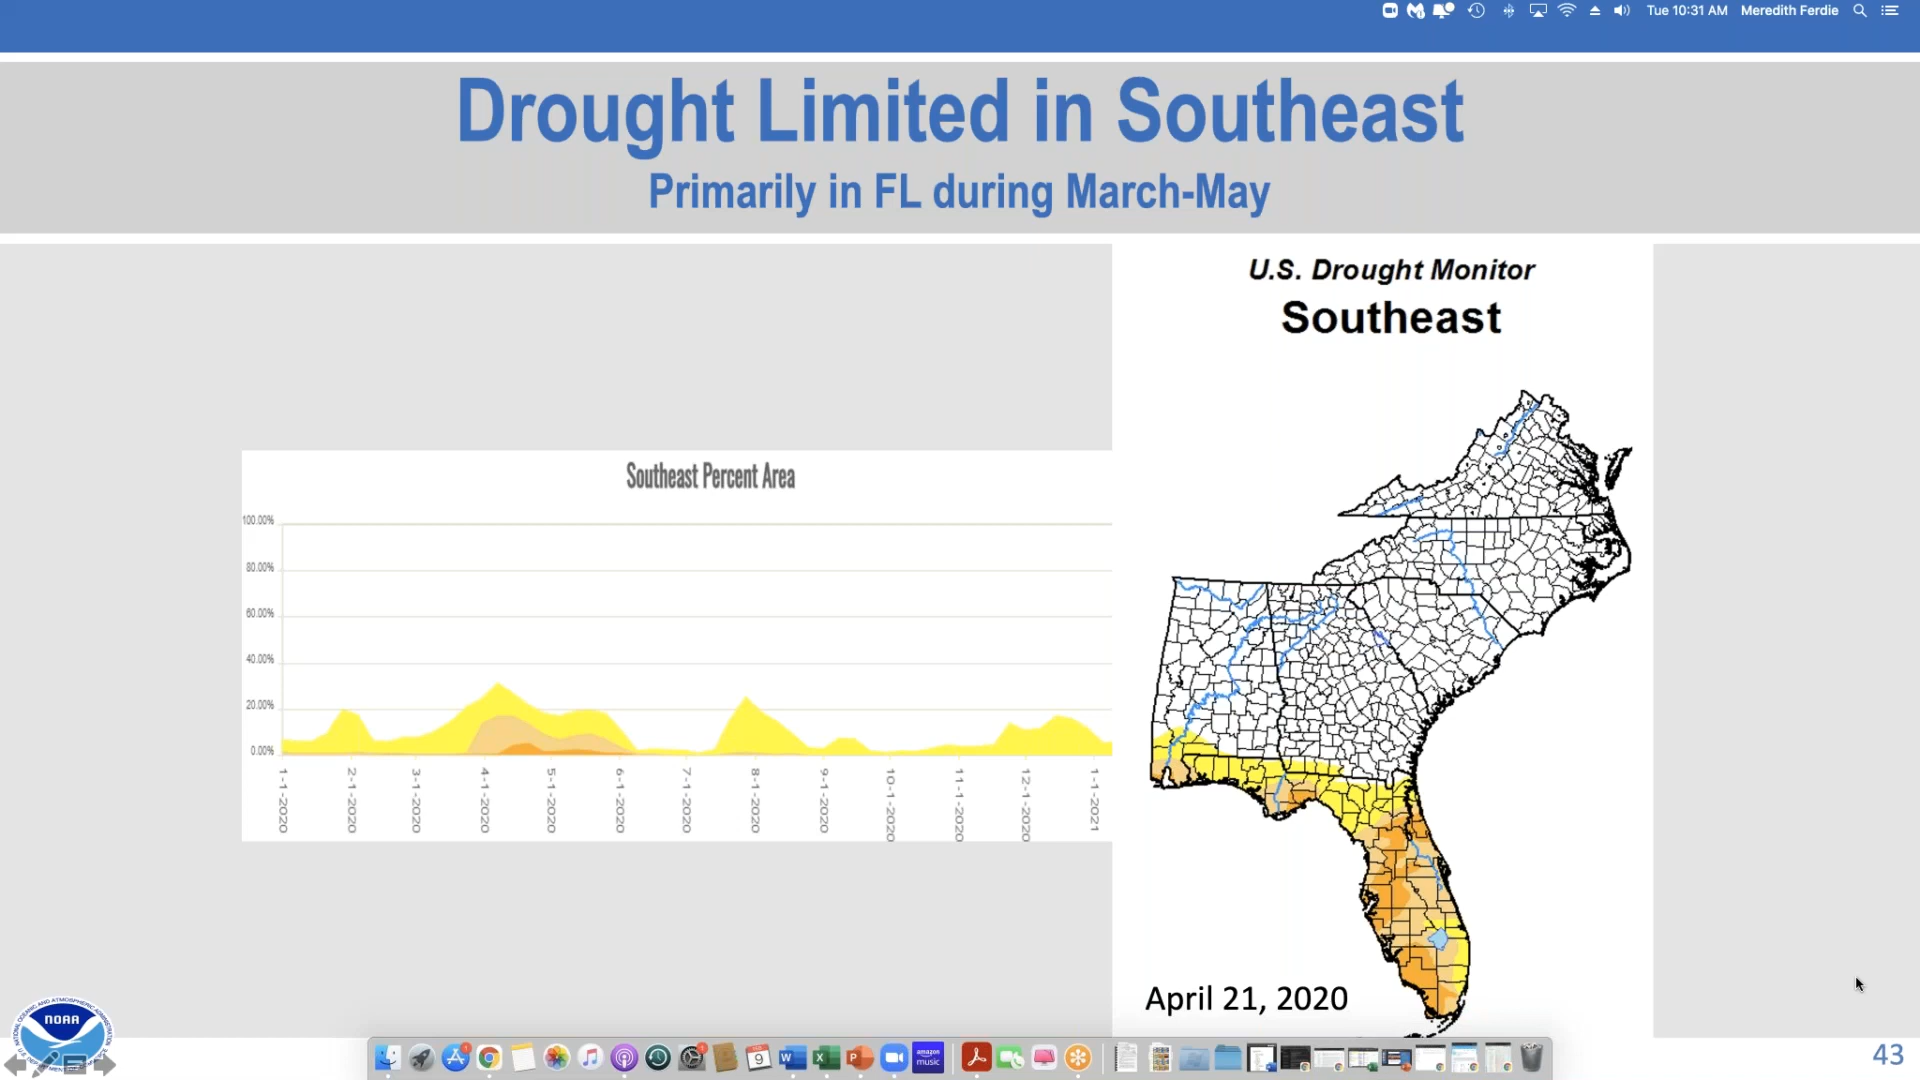 Tue 10:31 AM Meredith Ferdie
Drought Limited in Southeast
Primarily in FL during March-May
U.S. Drought Monitor
Southeast
Southeast Percent Area
100.00%
80.00%
60.00%
40.00%
20.00%
0.00%
1-1-2020
2-1-2020
3-1-2020
4-1-2020
5-1-2020
6-1-2020
7-1-2020
8-1-2020
9-1-2020
10-1-2020
11-1-2020
12-1-2020
1-1-2021
April 21, 2020
NOAA
9
W
X
P
amazon
music
43